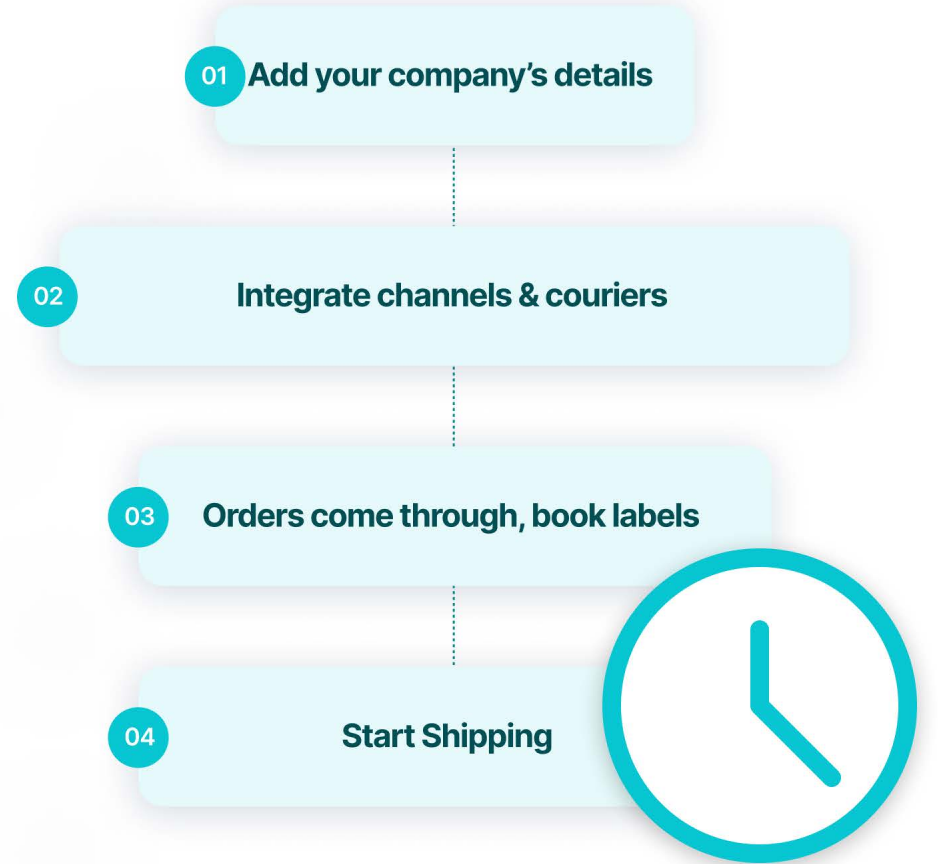 01 Add your company’s details
02 Integrate channels & couriers
03 Orders come through, book labels
04 Start Shipping